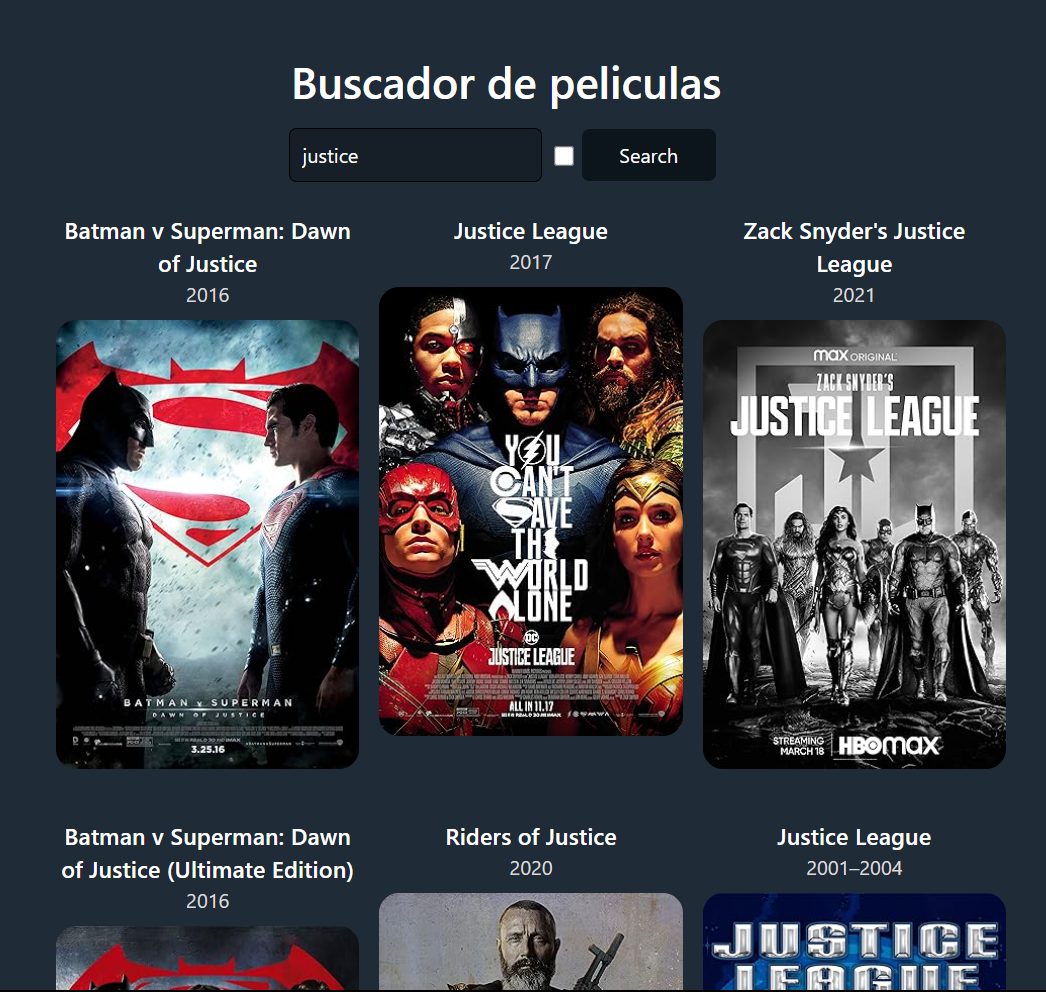 Buscador de peliculas
justice
Search
Batman v Superman: Dawn
of Justice
2016
Justice League
2017
Zack Snyder's Justice
League
2021
BATMAN v SUPERMAN
DAWN OF JUSTICE
3.25.16
YOU
CAN'T
SAVE
THE
WORLD
ALONE
DC
JUSTICE LEAGUE
ALL IN 11.17
max ORIGINAL
ZACK SNYDER'S
JUSTICE LEAGUE
STREAMING
MARCH 18
HBOmax
Batman v Superman: Dawn
of Justice (Ultimate Edition)
2016
Riders of Justice
2020
Justice League
2001–2004
JUSTICE
LEAGUE